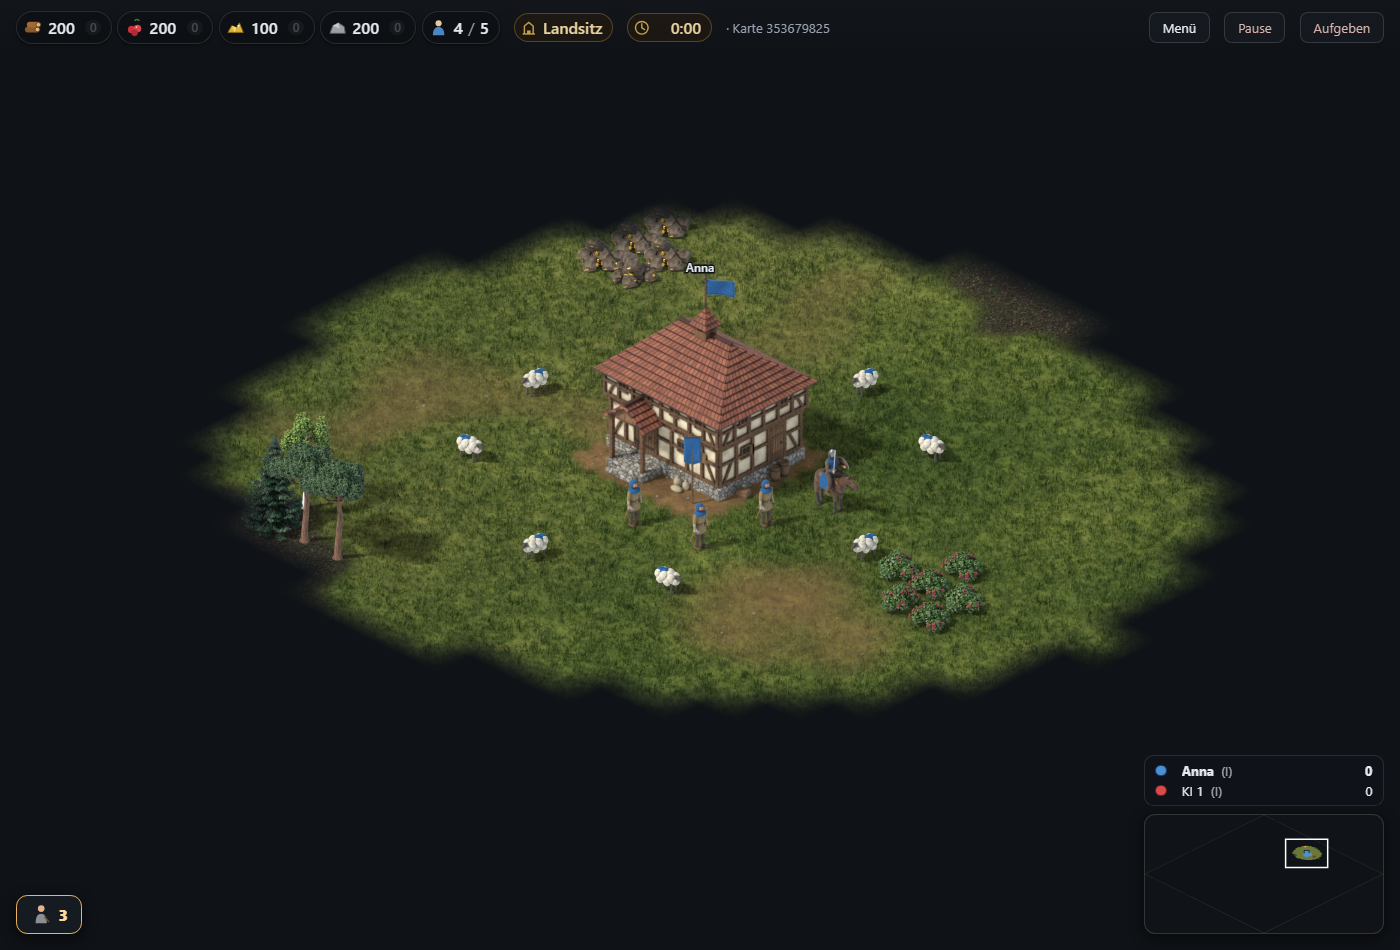 200 0 200 0 100 0 200 0 4 / 5 Landsitz 0:00 · Karte 353679825 Menü Pause Aufgeben
Anna
Anna (I) 0
KI 1 (I) 0
3